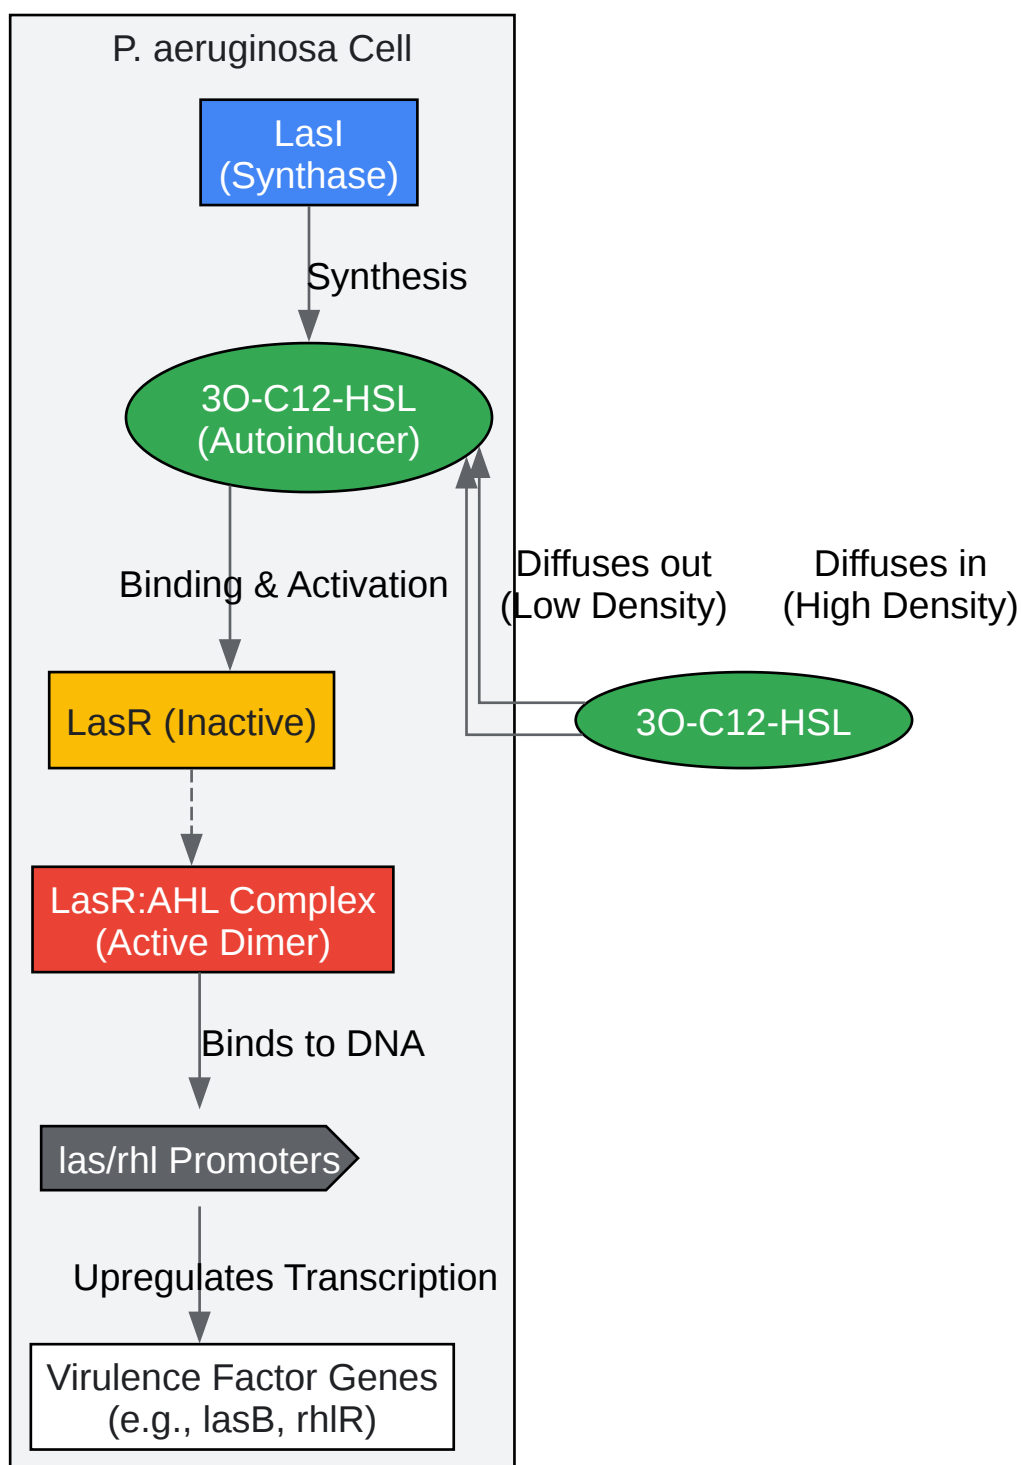 P. aeruginosa Cell
LasI
(Synthase)
Synthesis
3O-C12-HSL
(Autoinducer)
Binding & Activation
Diffuses out
(Low Density)
Diffuses in
(High Density)
LasR (Inactive)
3O-C12-HSL
LasR:AHL Complex
(Active Dimer)
Binds to DNA
las/rhl Promoters
Upregulates Transcription
Virulence Factor Genes
(e.g., lasB, rhlR)